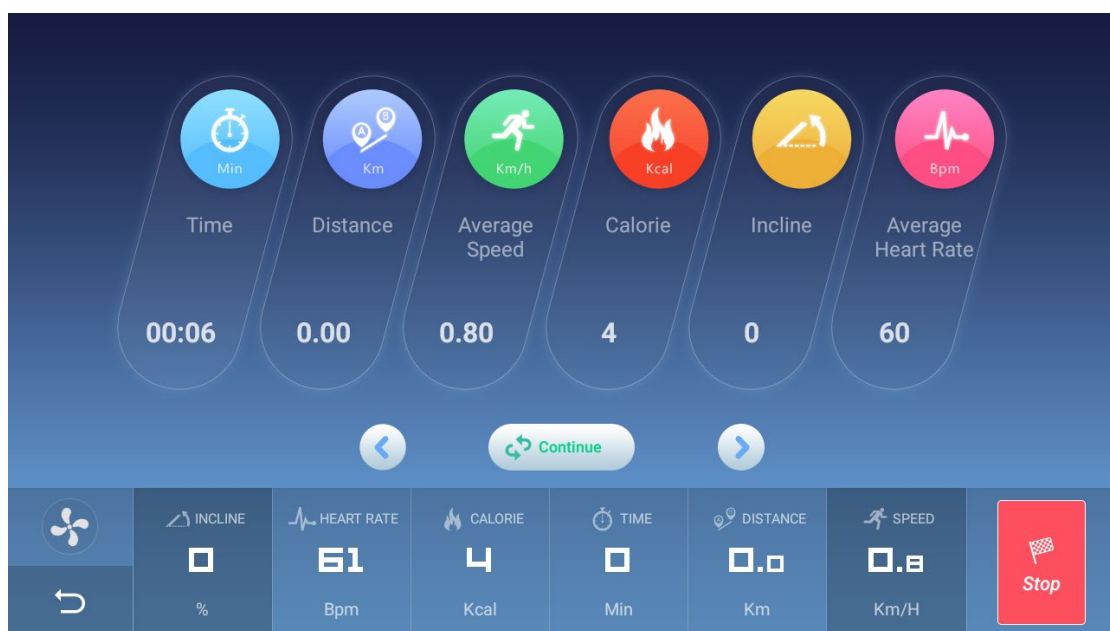 B
A
Min
Km
Km/h
Kcal
Bpm
Time
Distance
Average
Speed
Calorie
Incline
Average
Heart Rate
00:06
0.00
0.80
4
0
60
Continue
INCLINE
HEART RATE
CALORIE
TIME
DISTANCE
SPEED
0
61
4
0
0.0
0.8
%
Bpm
Kcal
Min
Km
Km/H
Stop